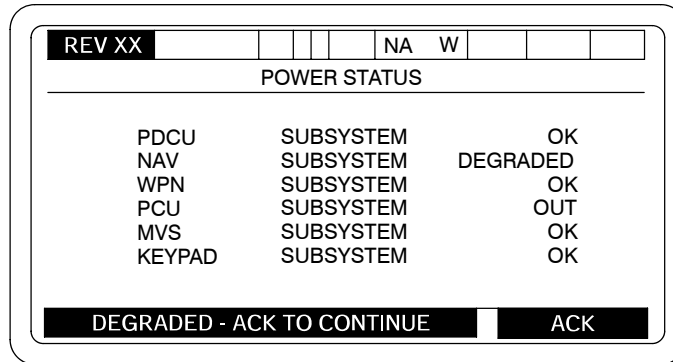 REV XX NA W
POWER STATUS
PDCU SUBSYSTEM OK
NAV SUBSYSTEM DEGRADED
WPN SUBSYSTEM OK
PCU SUBSYSTEM OUT
MVS SUBSYSTEM OK
KEYPAD SUBSYSTEM OK
DEGRADED - ACK TO CONTINUE ACK